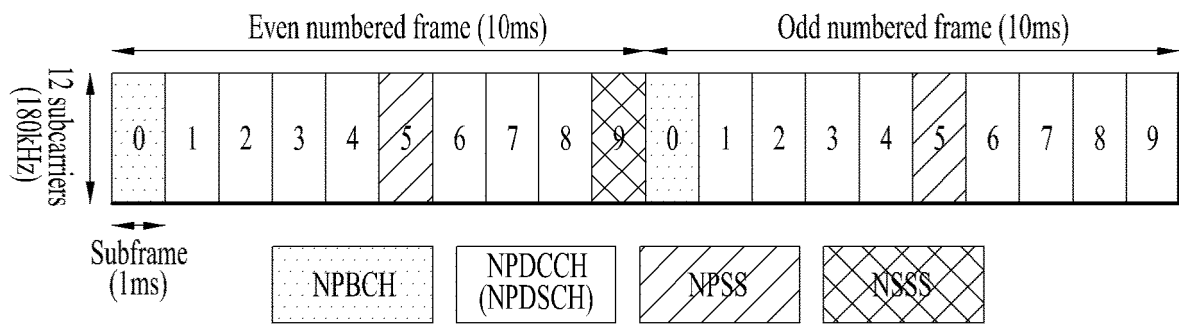 Even numbered frame (10ms)
Odd numbered frame (10ms)
12 subcarriers
(180kHz)
0 1 2 3 4 5 6 7 8 9 0 1 2 3 4 5 6 7 8 9
Subframe
(1ms)
NPBCH
NPDCCH
(NPDSCH)
NPSS
NSSS